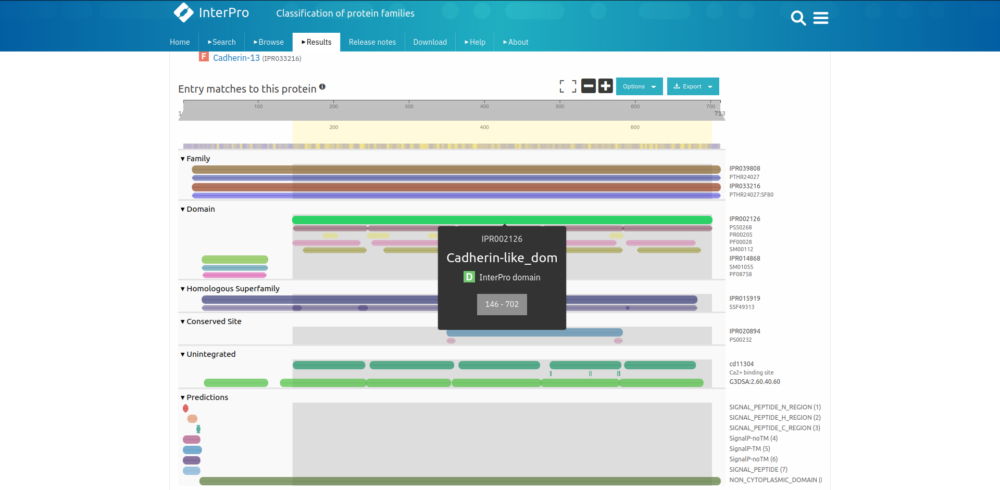 InterPro
Classification of protein families
Home
▸Search
▸Browse
▸Results
Release notes
Download
▸Help
▸About
F Cadherin-13 (IPR033216)
Entry matches to this protein
Options
Export
100 200 300 400 500 600 700
1 713
200 400 600
▾ Family
IPR039808
PTHR24027
IPR033216
PTHR24027:SF80
▾ Domain
IPR002126
PS50268
PR00205
PF00028
SM00112
IPR014868
SM01055
PF08758
IPR002126
Cadherin-like_dom
D InterPro domain
146 - 702
▾ Homologous Superfamily
IPR015919
SSF49313
▾ Conserved Site
IPR020894
PS00232
▾ Unintegrated
cd11304
Ca2+ binding site
G3DSA:2.60.40.60
▾ Predictions
SIGNAL_PEPTIDE_N_REGION (1)
SIGNAL_PEPTIDE_H_REGION (2)
SIGNAL_PEPTIDE_C_REGION (3)
SignalP-noTM (4)
SignalP-TM (5)
SignalP-noTM (6)
SIGNAL_PEPTIDE (7)
NON_CYTOPLASMIC_DOMAIN